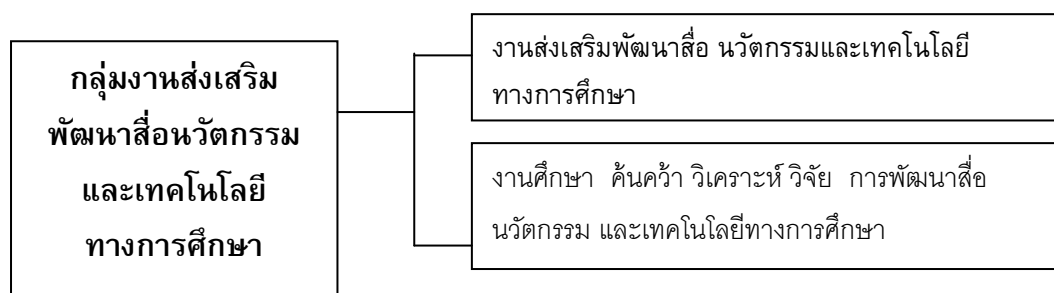 กลุ่มงานส่งเสริม
พัฒนาสื่อนวัตกรรม
และเทคโนโลยี
ทางการศึกษา
งานส่งเสริมพัฒนาสื่อ นวัตกรรมและเทคโนโลยี
ทางการศึกษา
งานศึกษา ค้นคว้า วิเคราะห์ วิจัย การพัฒนาสื่อ
นวัตกรรม และเทคโนโลยีทางการศึกษา